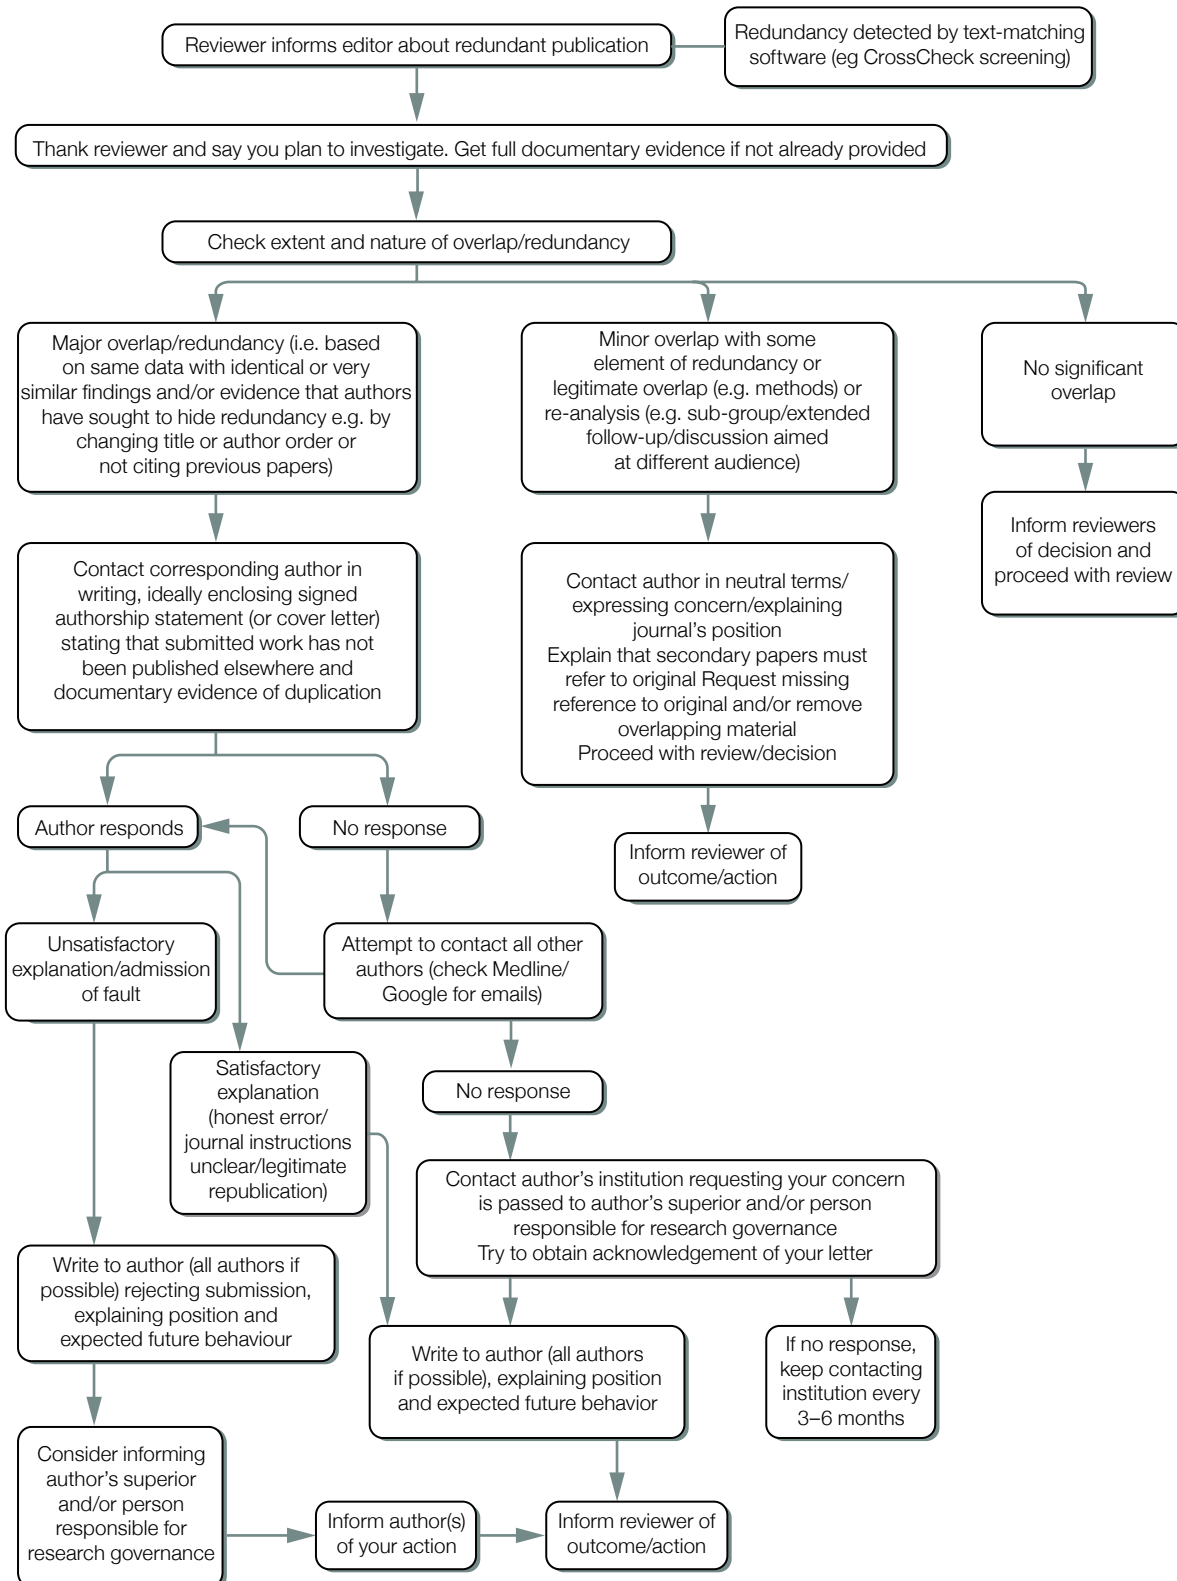 Reviewer informs editor about redundant publication
Redundancy detected by text-matching
software (eg CrossCheck screening)
Thank reviewer and say you plan to investigate. Get full documentary evidence if not already provided
Check extent and nature of overlap/redundancy
Major overlap/redundancy (i.e. based
on same data with identical or very
similar findings and/or evidence that authors
have sought to hide redundancy e.g. by
changing title or author order or
not citing previous papers)
Minor overlap with some
element of redundancy or
legitimate overlap (e.g. methods) or
re-analysis (e.g. sub-group/extended
follow-up/discussion aimed
at different audience)
No significant
overlap
Contact corresponding author in
writing, ideally enclosing signed
authorship statement (or cover letter)
stating that submitted work has not
been published elsewhere and
documentary evidence of duplication
Contact author in neutral terms/
expressing concern/explaining
journal's position
Explain that secondary papers must
refer to original Request missing
reference to original and/or remove
overlapping material
Proceed with review/decision
Inform reviewers
of decision and
proceed with review
Author responds
No response
Inform reviewer of
outcome/action
Unsatisfactory
explanation/admission
of fault
Attempt to contact all other
authors (check Medline/
Google for emails)
Satisfactory
explanation
(honest error/
journal instructions
unclear/legitimate
republication)
No response
Contact author's institution requesting your concern
is passed to author's superior and/or person
responsible for research governance
Try to obtain acknowledgement of your letter
Write to author (all authors if
possible) rejecting submission,
explaining position and
expected future behaviour
Write to author (all authors
if possible), explaining position
and expected future behavior
If no response,
keep contacting
institution every
3–6 months
Consider informing
author's superior
and/or person
responsible for
research governance
Inform author(s)
of your action
Inform reviewer of
outcome/action